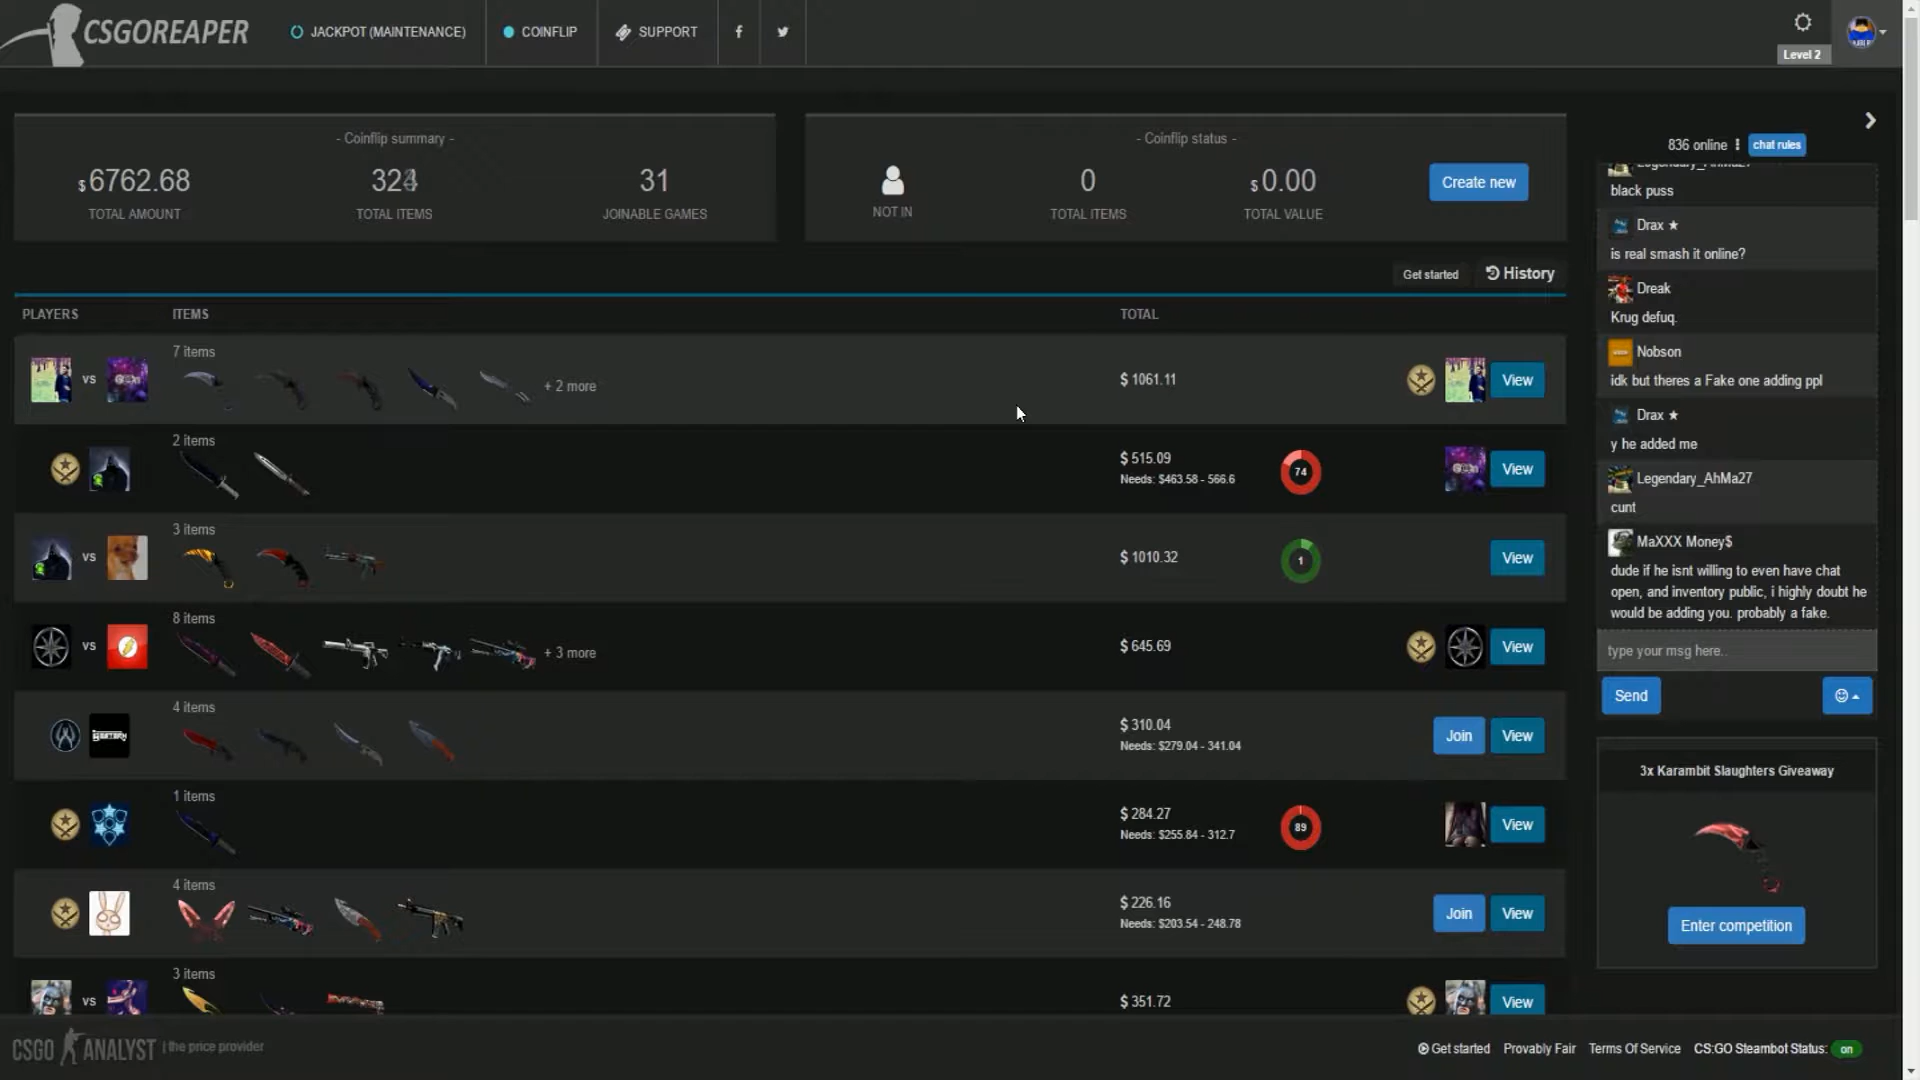 CSGOREAPER
JACKPOT (MAINTENANCE)
COINFLIP
SUPPORT
Level 2
- Coinflip summary -
$6762.68
TOTAL AMOUNT
TOTAL ITEMS
31
JOINABLE GAMES
- Coinflip status -
NOT IN
0
TOTAL ITEMS
$0.00
TOTAL VALUE
Create new
Get started
History
PLAYERS
ITEMS
TOTAL
7 items
vs
+ 2 more
$ 1061.11
View
2 items
$ 515.09
Needs: $463.58 - 566.6
74
View
3 items
vs
$ 1010.32
1
View
8 items
vs
+ 3 more
$ 645.69
View
4 items
$ 310.04
Needs: $279.04 - 341.04
Join
View
1 items
$ 284.27
Needs: $255.84 - 312.7
89
View
4 items
$ 226.16
Needs: $203.54 - 248.78
Join
View
3 items
vs
$ 351.72
View
836 online
chat rules
black puss
Drax ★
is real smash it online?
Dreak
Krug defuq.
Nobson
idk but theres a Fake one adding ppl
Drax ★
y he added me
Legendary_AhMa27
cunt
MaXXX Money$
dude if he isnt willing to even have chat
open, and inventory public, i highly doubt he
would be adding you. probably a fake.
type your msg here..
Send
3x Karambit Slaughters Giveaway
Enter competition
CSGO ANALYST | the price provider
Get started
Provably Fair
Terms Of Service
CS:GO Steambot Status: on